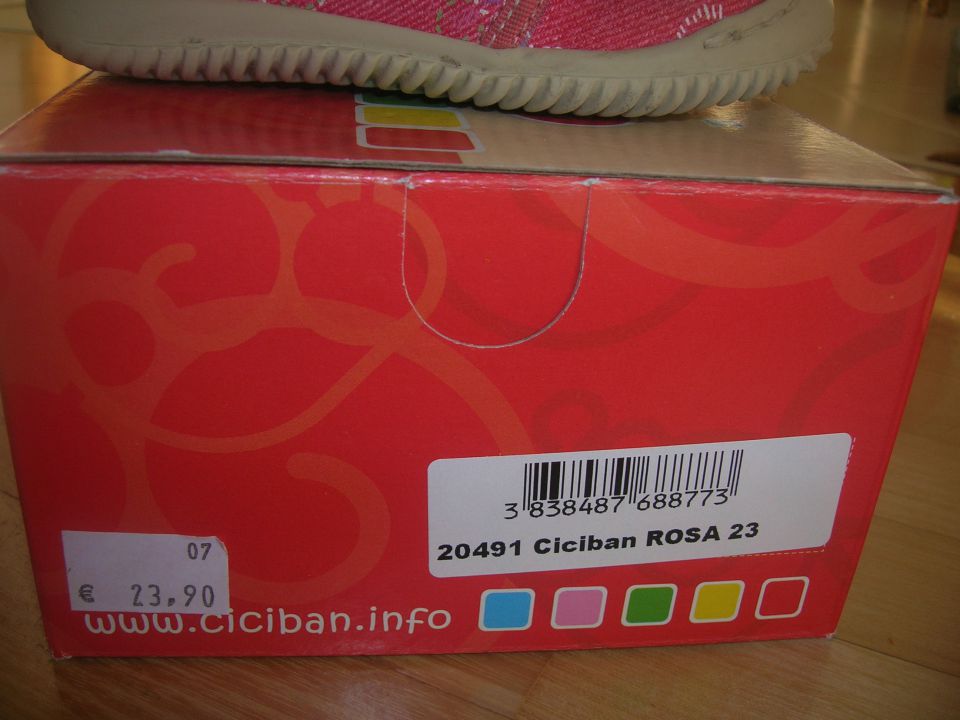 3 838487 688773
20491 Ciciban ROSA 23
07
€ 23,90
www.ciciban.info